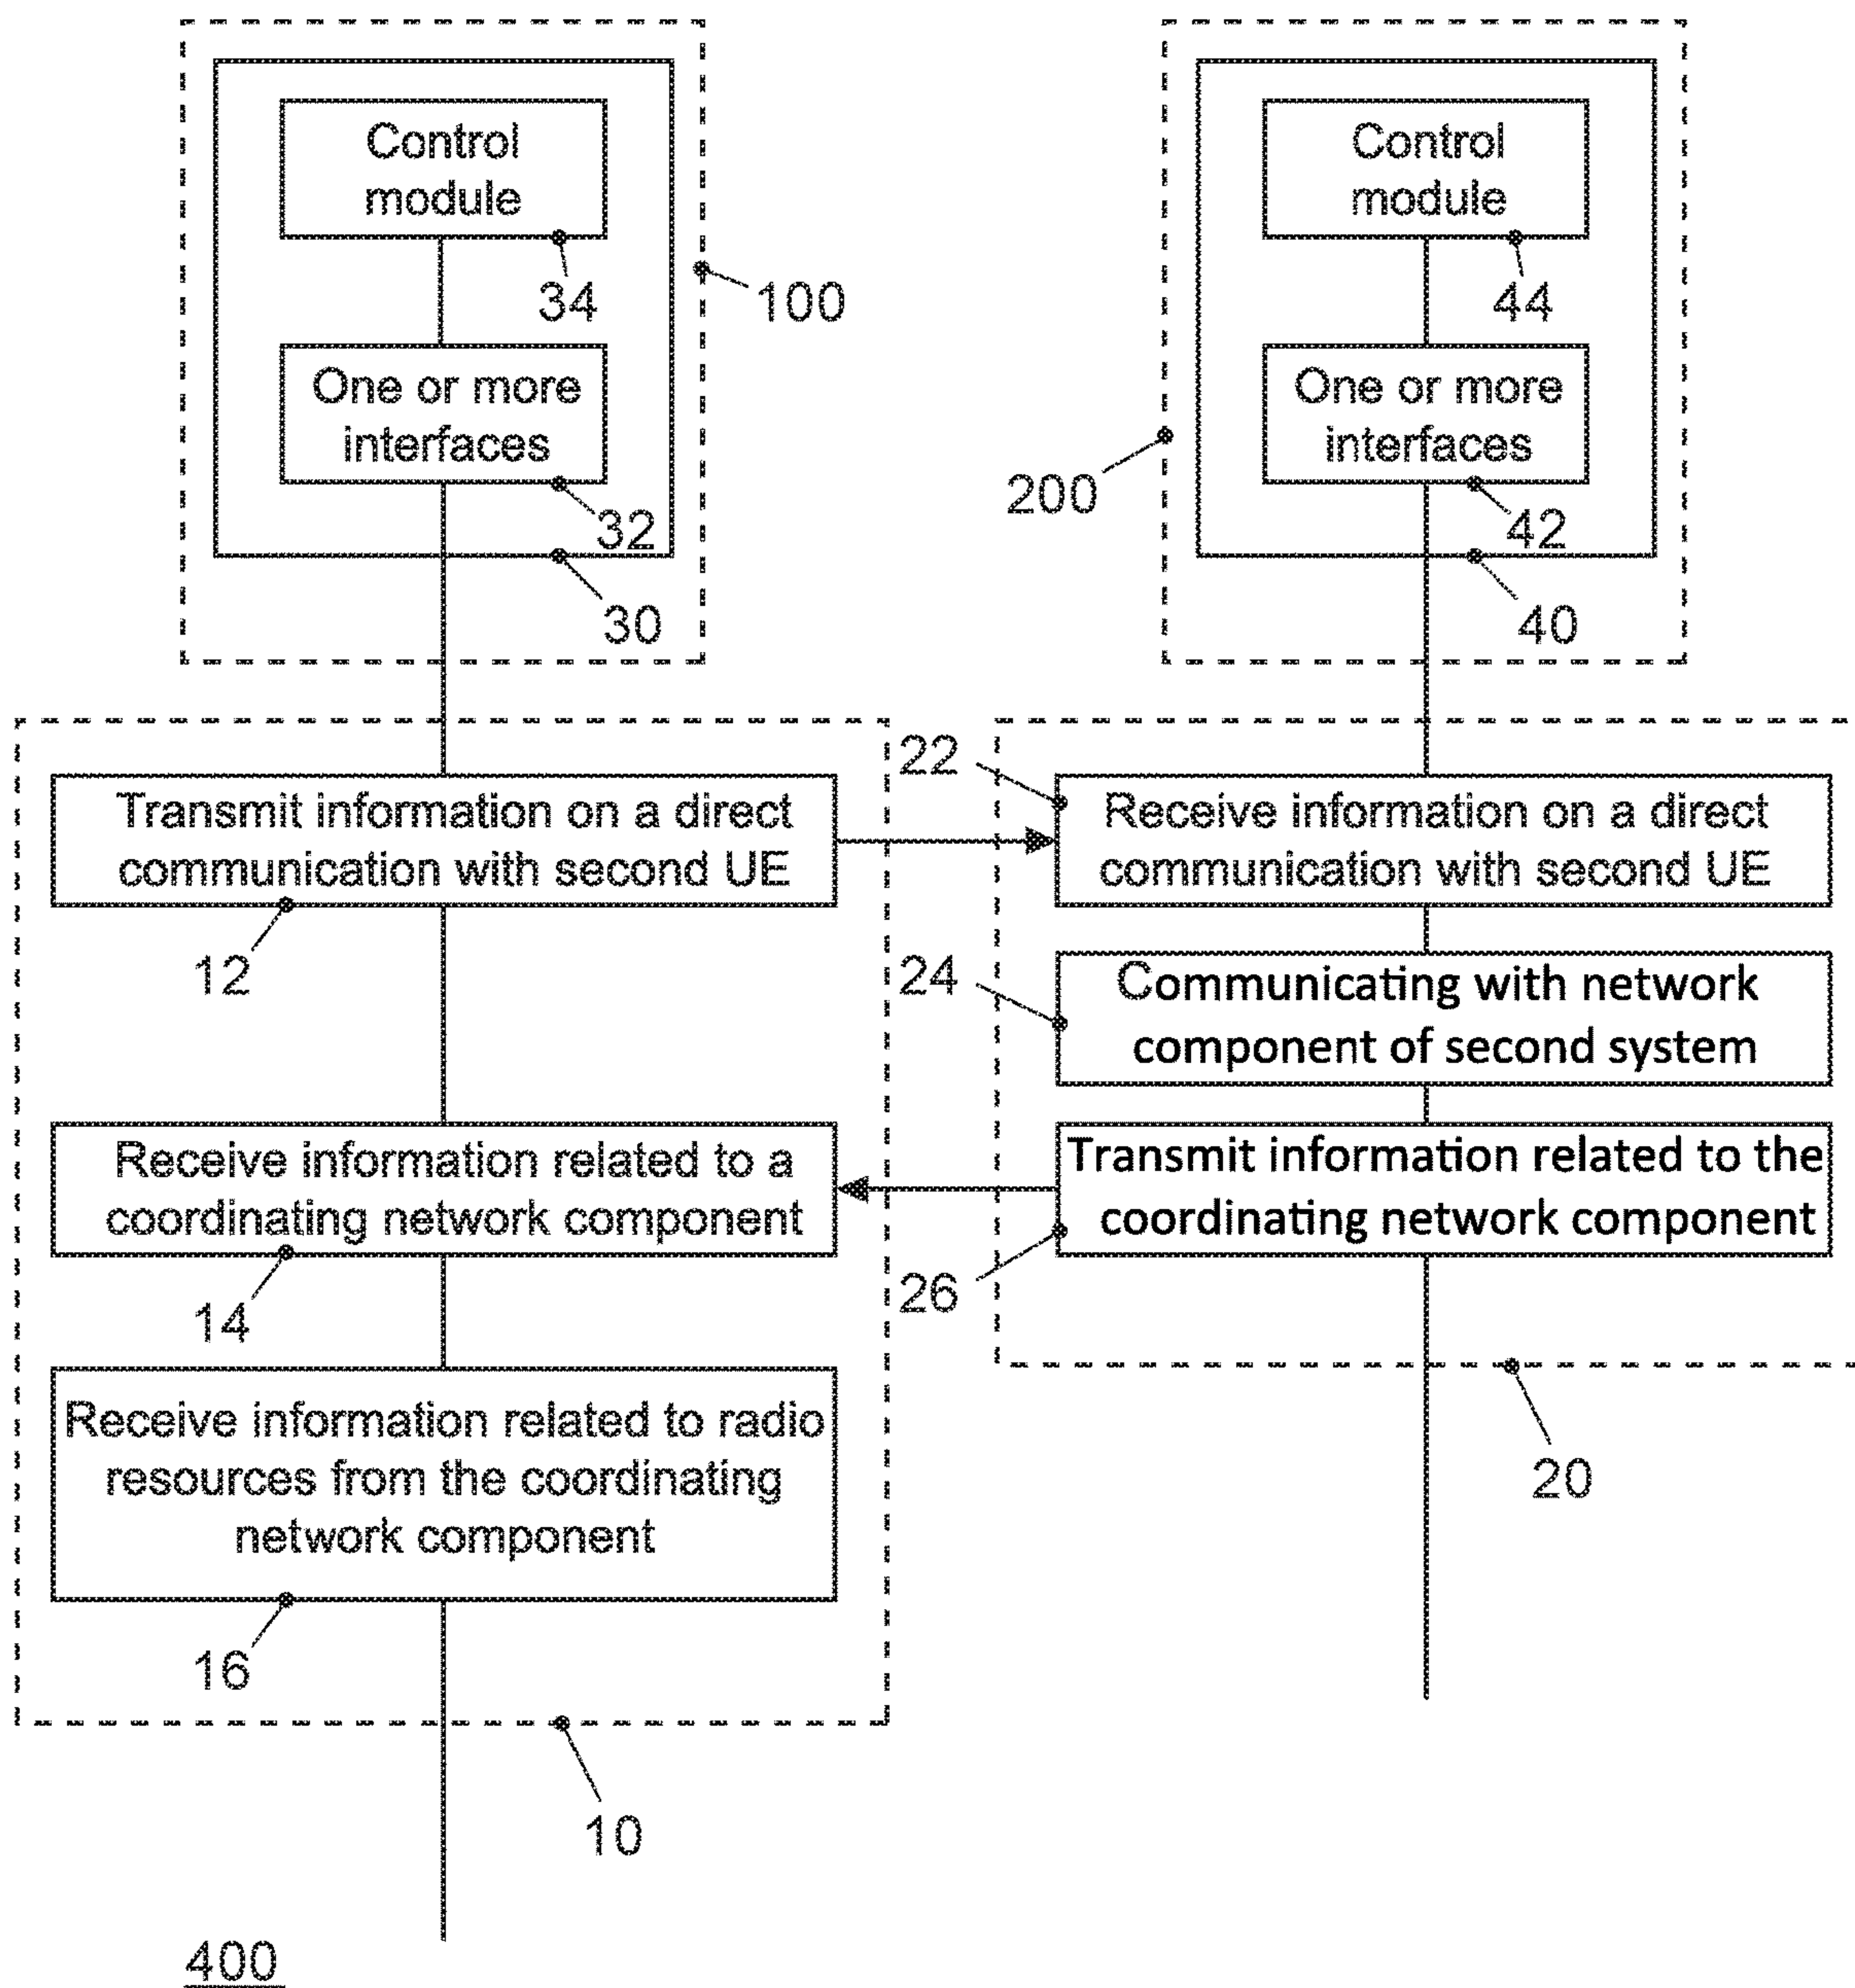 Control
module
34
100
One or more
interfaces
32
30
Control
module
44
One or more
interfaces
200
42
40
Transmit information on a direct
communication with second UE
12
22
Receive information on a direct
communication with second UE
24
Communicating with network
component of second system
Receive information related to a
coordinating network component
14
Transmit information related to the
coordinating network component
26
Receive information related to radio
resources from the coordinating
network component
16
20
10
400